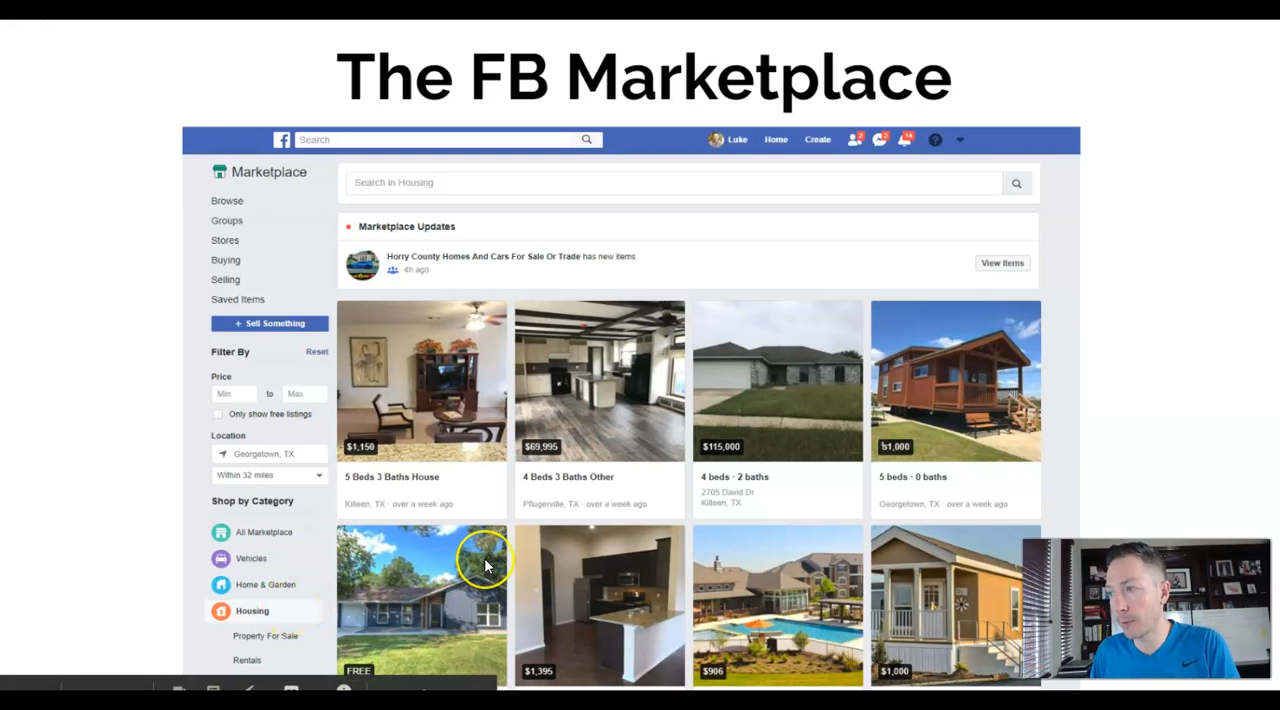 The FB Marketplace
Search
Luke Home Create 2 2 14
Marketplace
Search in Housing
Browse
Groups
Stores
Buying
Selling
Saved Items
+ Sell Something
Filter By Reset
Price
Min to Max
Only show free listings
Location
Georgetown, TX
Within 32 miles
Shop by Category
All Marketplace
Vehicles
Home & Garden
Housing
Property For Sale
Rentals
Marketplace Updates
Horry County Homes And Cars For Sale Or Trade has new items.
4h ago
View Items
$1,150
5 Beds 3 Baths House
Killeen, TX · over a week ago
$69,995
4 Beds 3 Baths Other
Pflugerville, TX · over a week ago
$115,000
4 beds · 2 baths
2705 David Dr
Killeen, TX
$1,000
5 beds · 0 baths
Georgetown, TX · over a week ago
FREE
$1,395
$906
$1,000